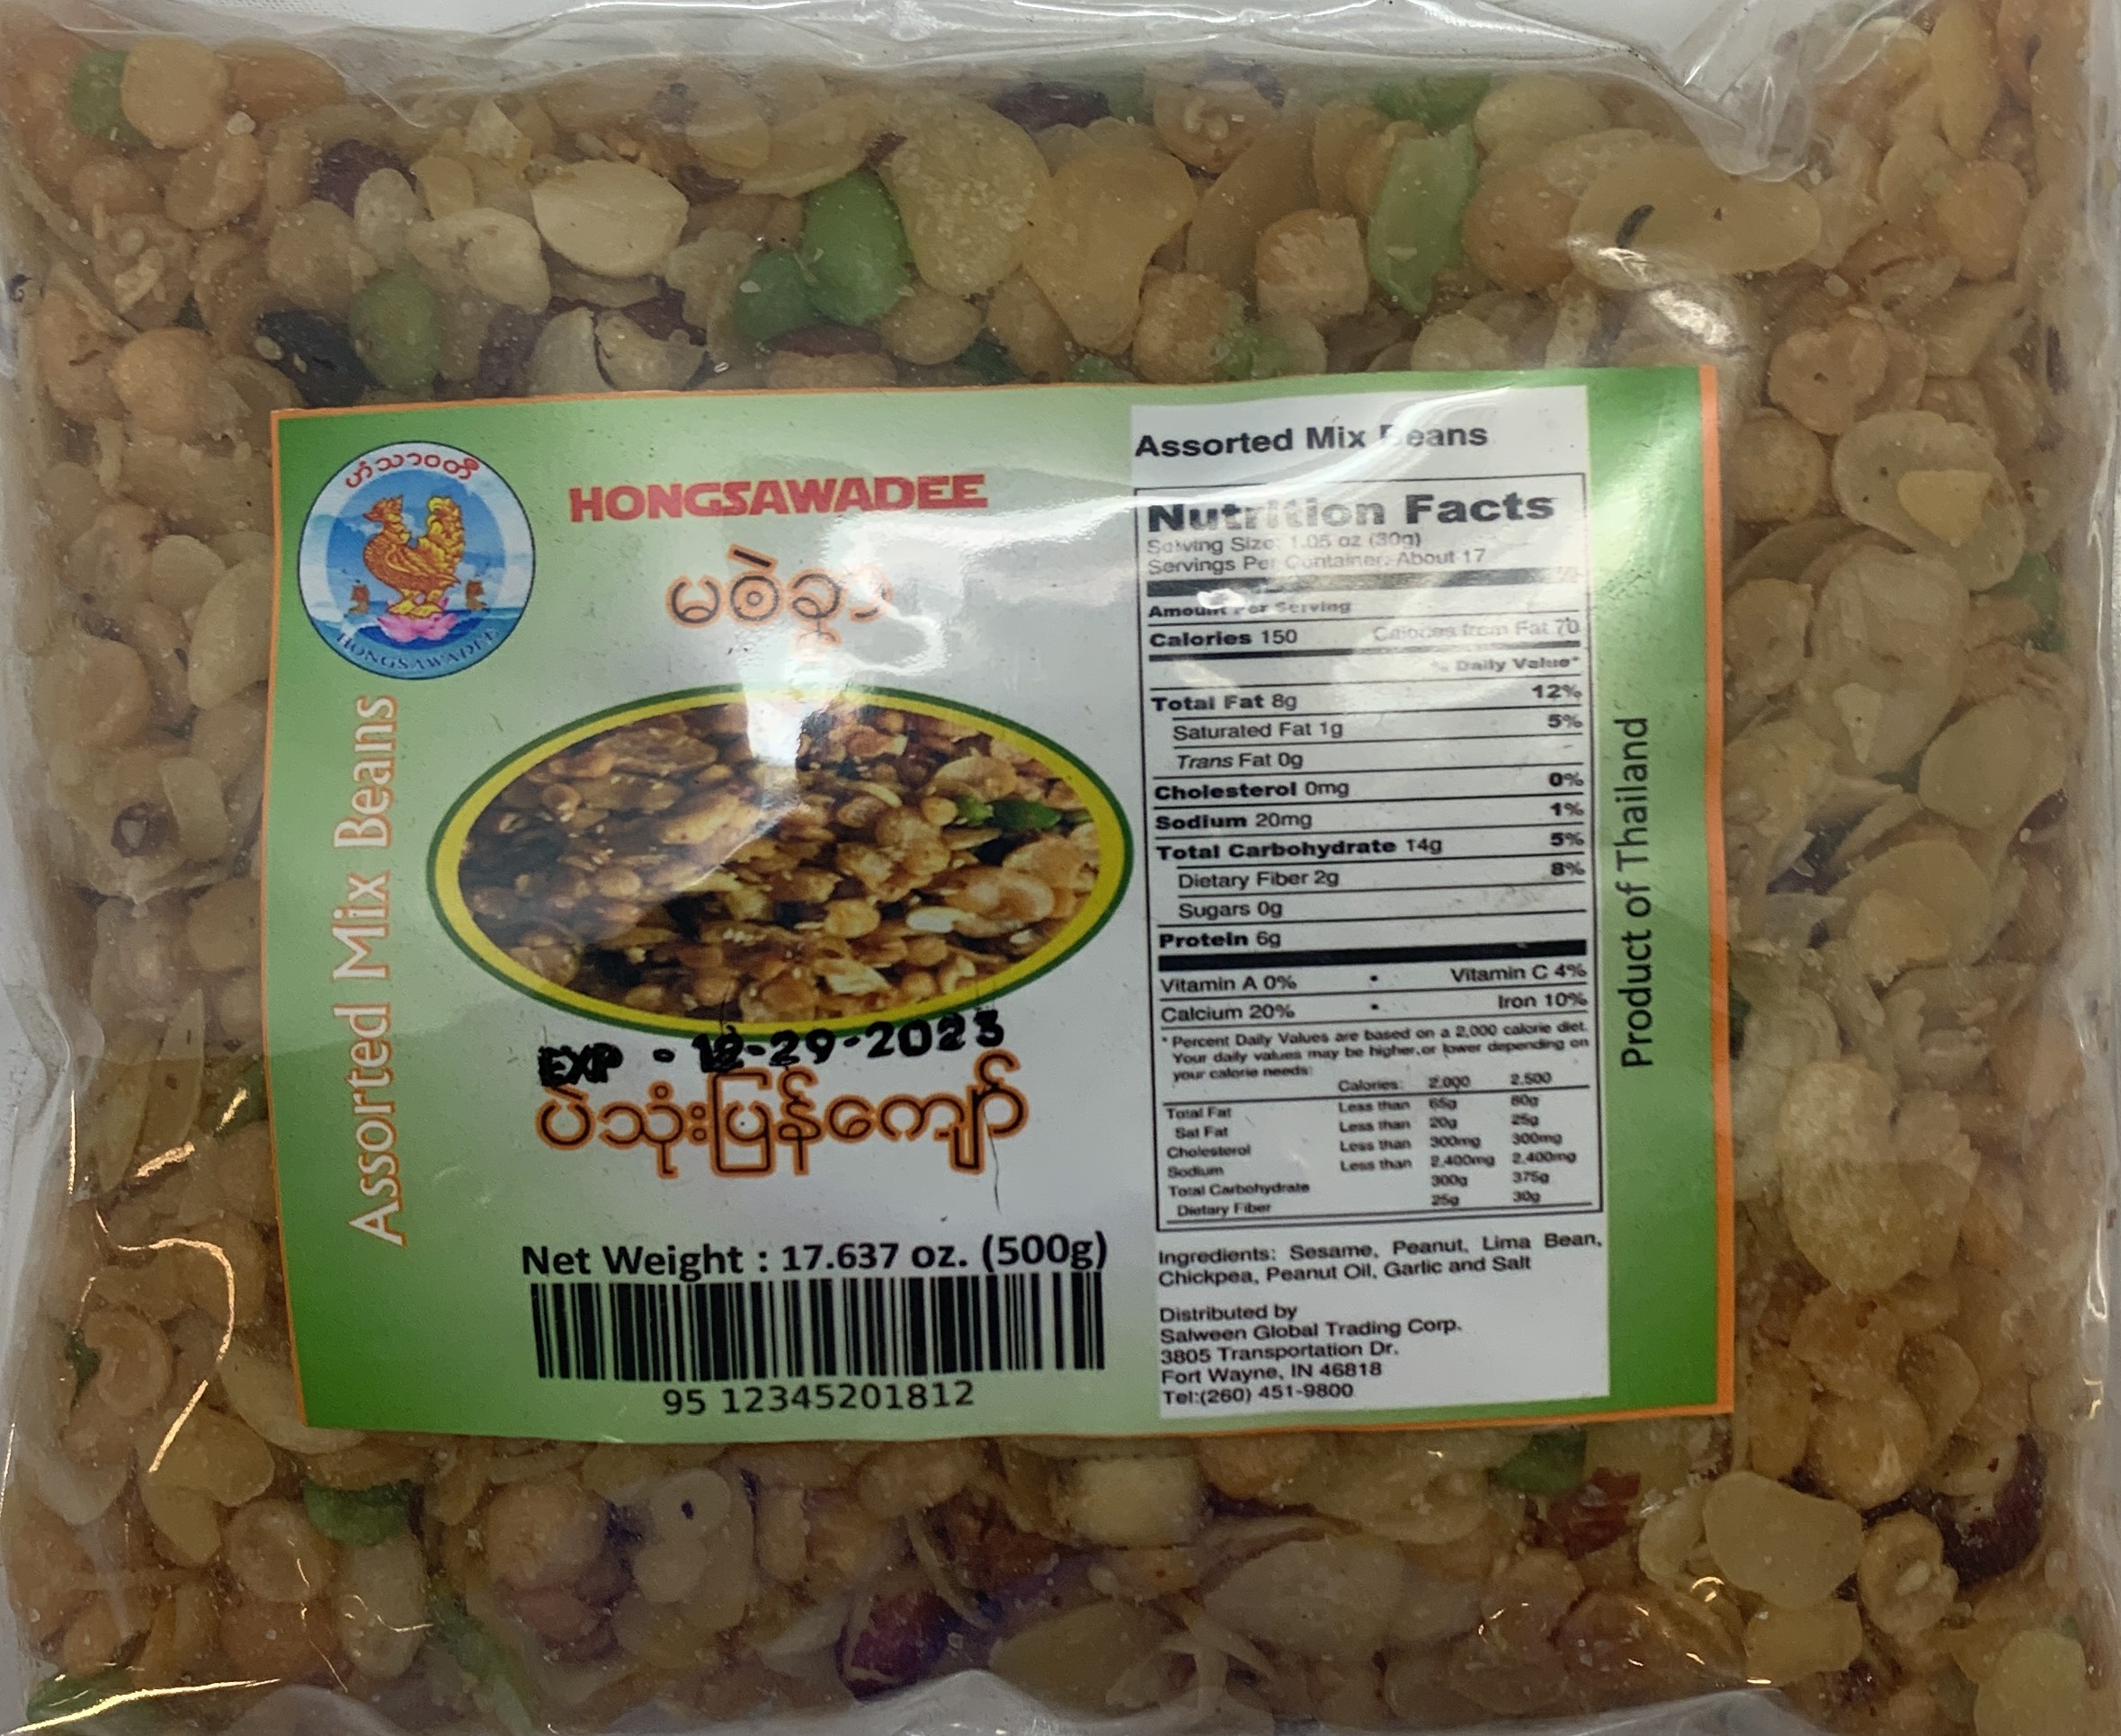 ဟံသာဝတီ
HONGSAWADEE
HONGSAWADEE
မစဲခွာ
Assorted Mix Beans
EXP - 12-29-2023
ပဲသုံးပြန်ကျော်
Net Weight : 17.637 oz. (500g)
95 12345201812
Assorted Mix Beans
Nutrition Facts
Serving Size: 1.05 oz (30g)
Servings Per Container: About 17
Amount Per Serving
Calories 150 Calories from Fat 70
% Daily Value*
Total Fat 8g 12%
Saturated Fat 1g 5%
Trans Fat 0g
Cholesterol 0mg 0%
Sodium 20mg 1%
Total Carbohydrate 14g 5%
Dietary Fiber 2g 8%
Sugars 0g
Protein 6g
Vitamin A 0% • Vitamin C 4%
Calcium 20% • Iron 10%
* Percent Daily Values are based on a 2,000 calorie diet.
Your daily values may be higher.or lower depending on
your calorie needs:
Calories: 2.000 2.500
Total Fat Less than 65g 80g
Sat Fat Less than 20g 25g
Cholesterol Less than 300mg 300mg
Sodium Less than 2,400mg 2,400mg
Total Carbohydrate 300g 375g
Dietary Fiber 25g 30g
Ingredients: Sesame, Peanut, Lima Bean,
Chickpea, Peanut Oil, Garlic and Salt
Distributed by
Salween Global Trading Corp.
3805 Transportation Dr.
Fort Wayne, IN 46818
Tel:(260) 451-9800
Product of Thailand